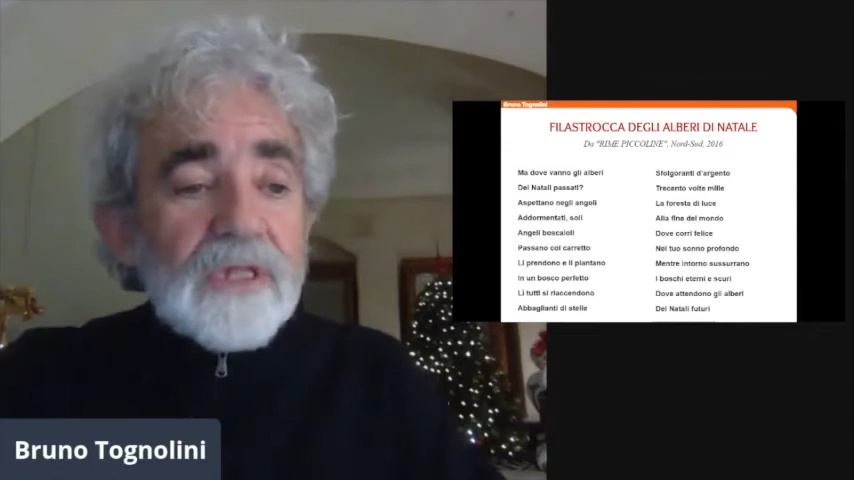 Bruno Tognolini
FILASTROCCA DEGLI ALBERI DI NATALE
Da "RIME PICCOLINE", Nord-Sud, 2016
Ma dove vanno gli alberi
Dei Natali passati?
Aspettano negli angoli
Addormentati, soli
Angeli boscaioli
Passano col carretto
Li prendono e li piantano
In un bosco perfetto
Lì tutti si riaccendono
Abbaglianti di stelle
Sfolgoranti d'argento
Trecento volte mille
La foresta di luce
Alla fine del mondo
Dove corri felice
Nel tuo sonno profondo
Mentre intorno sussurrano
I boschi eterni e scuri
Dove attendono gli alberi
Dei Natali futuri
Bruno Tognolini